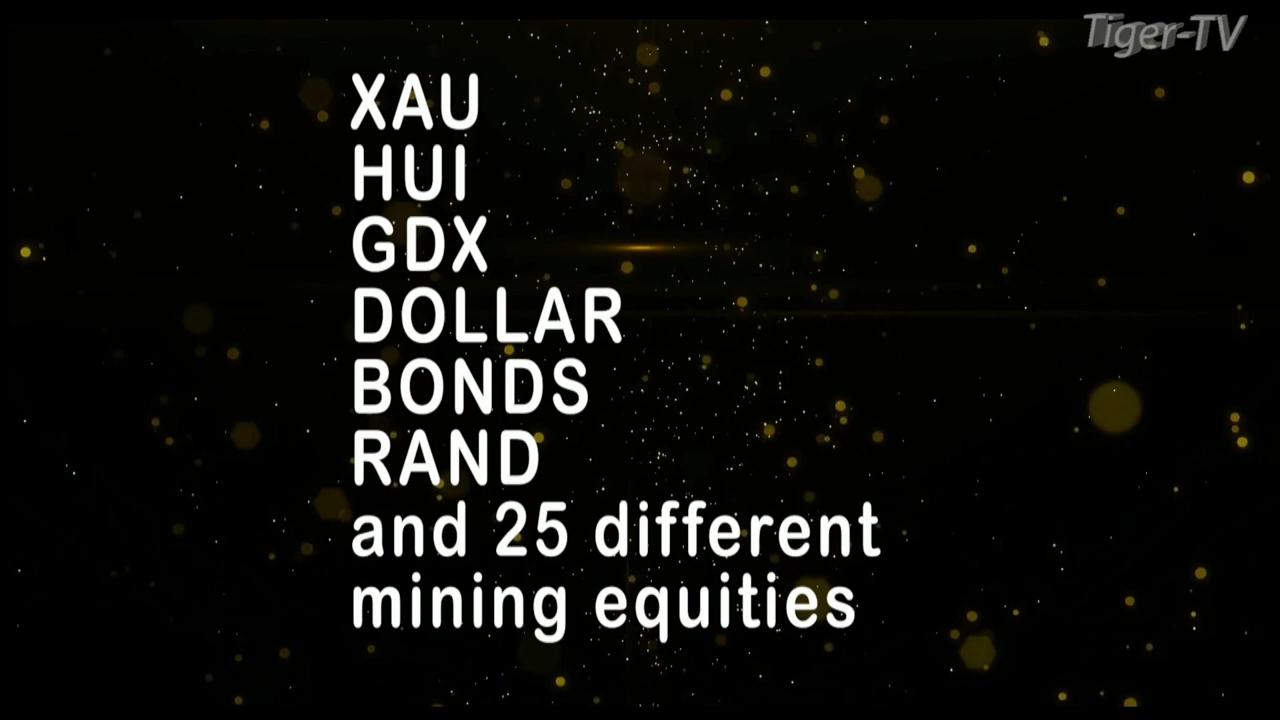 Tiger-TV
XAU
HUI
GDX
DOLLAR
BONDS
RAND
and 25 different
mining equities